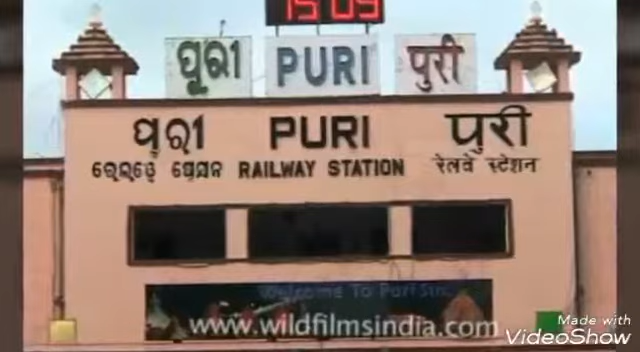 15:09
ପୁରୀ PURI पुरी
ପୁରୀ PURI पुरी
ରେଲୱେ ଷ୍ଟେସନ RAILWAY STATION रेलवे स्टेशन
Welcome To Puri
www.wildfilmsindia.com
Made with
VideoShow